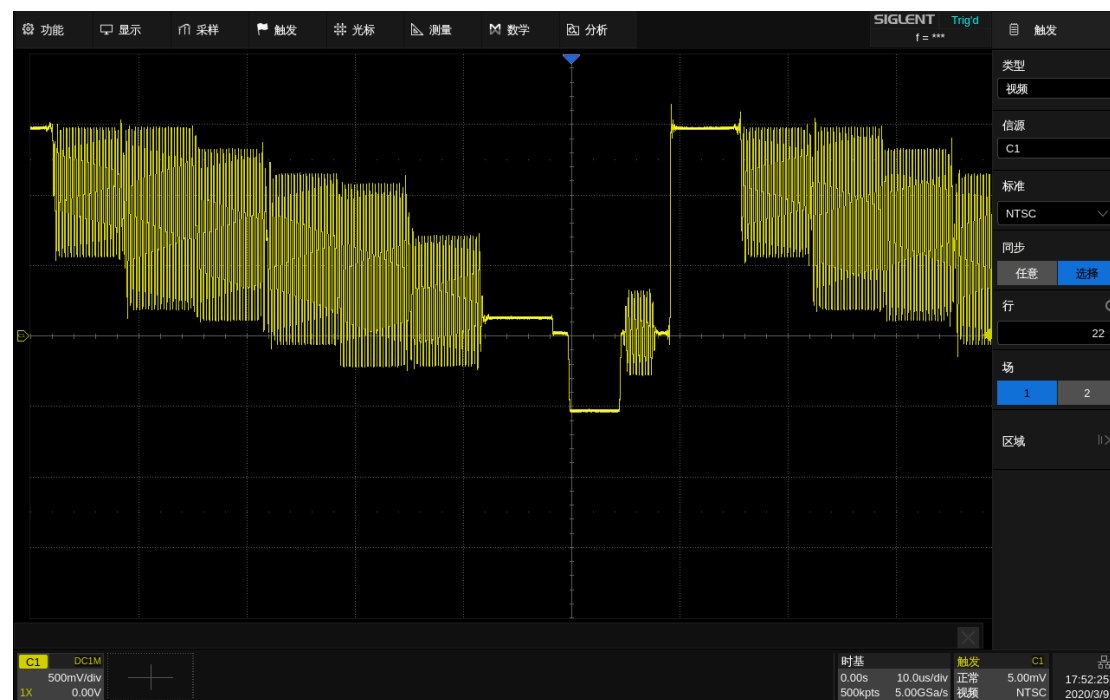 功能 显示 采样 触发 光标 测量 数学 分析
SIGLENT Trig'd
f = ***
触发
类型
视频
信源
C1
标准
NTSC
同步
任意 选择
行
22
场
1 2
区域
C1 DC1M
500mV/div
1X 0.00V
时基
0.00s 10.0us/div
500kpts 5.00GSa/s
触发 C1
正常 5.00mV
视频 NTSC
17:52:25
2020/3/9